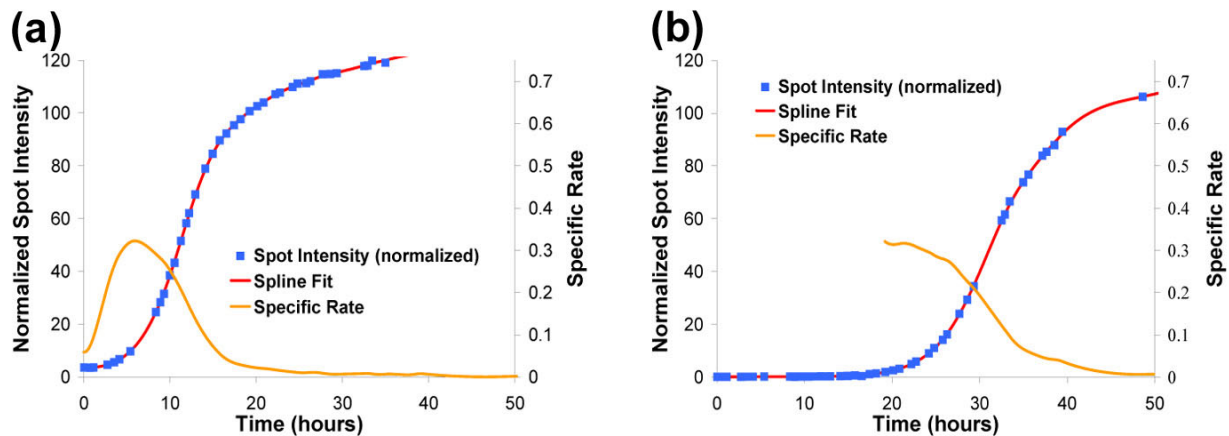 (a)
Normalized Spot Intensity
120
100
80
60
40
20
0
Spot Intensity (normalized)
Spline Fit
Specific Rate
0.7
0.6
0.5
0.4
0.3
0.2
0.1
0
Specific Rate
0 10 20 30 40 50
Time (hours)
(b)
Normalized Spot Intensity
120
100
80
60
40
20
0
Spot Intensity (normalized)
Spline Fit
Specific Rate
0.7
0.6
0.5
0.4
0.3
0.2
0.1
0
Specific Rate
0 10 20 30 40 50
Time (hours)